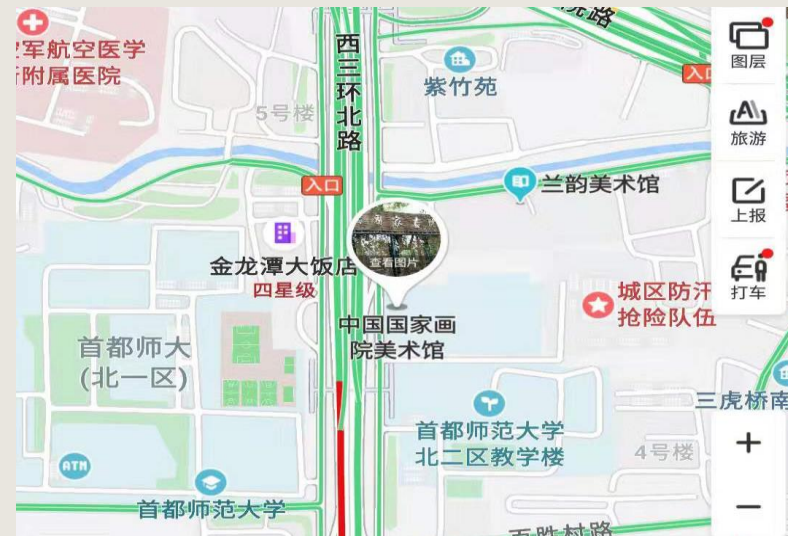 院路
图层
军航空医学
附属医院
西三环北路
紫竹苑
入口
5号楼
旅游
入口
兰韵美术馆
上报
查看图片
金龙潭大饭店
四星级
打车
城区防汛
抢险队伍
中国国家画
院美术馆
首都师大
(北一区)
三虎桥南
首都师范大学
北二区教学楼
4号楼
+
ATM
首都师范大学
−